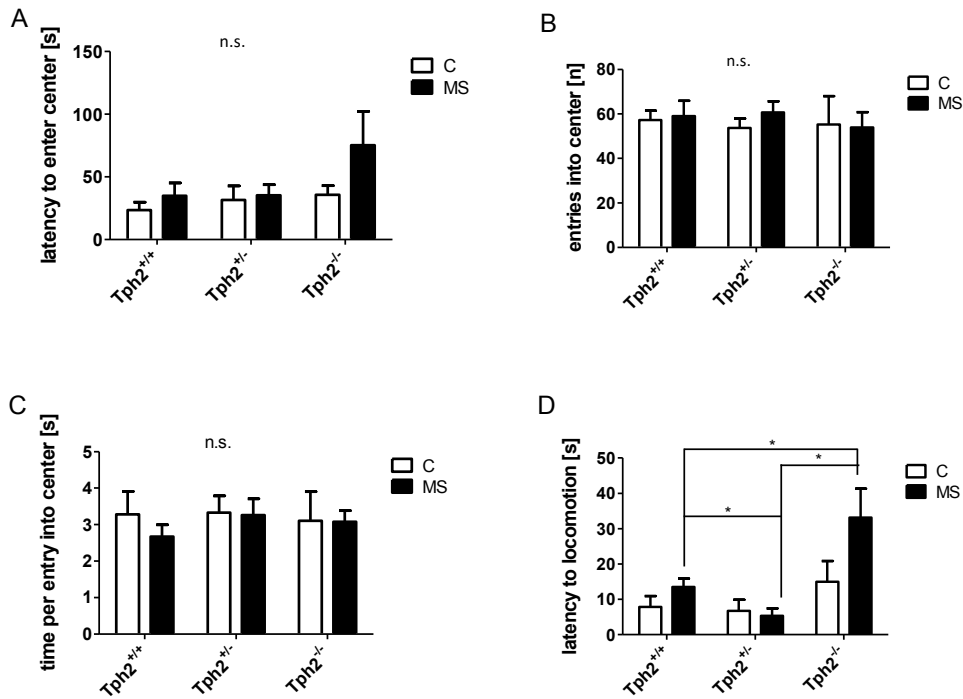 A
n.s.
latency to enter center [s]
150
100
50
0
C
MS
Tph2+/+
Tph2+/-
Tph2-/-
B
n.s.
entries into center [n]
80
60
40
20
0
C
MS
Tph2+/+
Tph2+/-
Tph2-/-
C
n.s.
time per entry into center [s]
5
4
3
2
1
0
C
MS
Tph2+/+
Tph2+/-
Tph2-/-
D
*
*
*
latency to locomotion [s]
50
40
30
20
10
0
C
MS
Tph2+/+
Tph2+/-
Tph2-/-